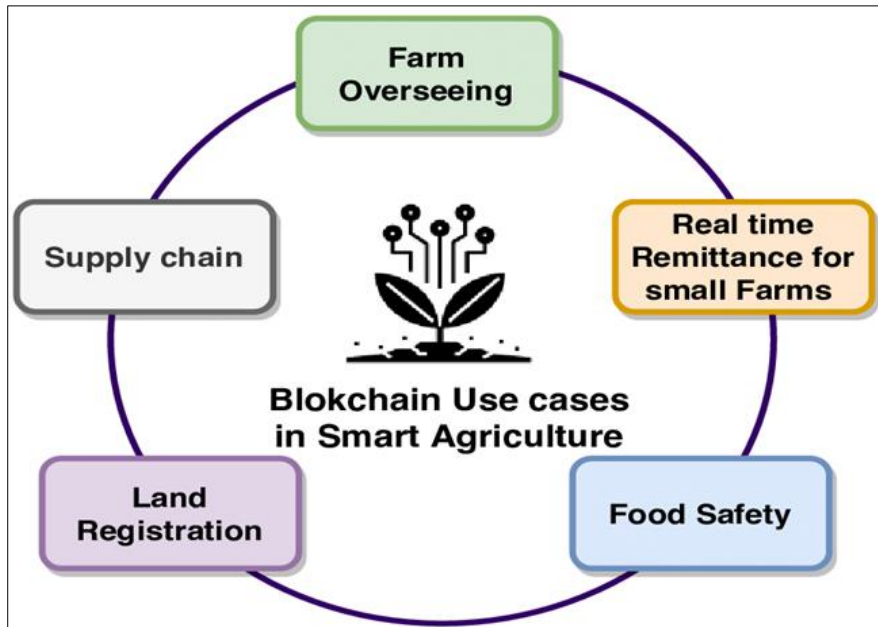 Farm
Overseeing
Supply chain
Real time
Remittance for
small Farms
Blokchain Use cases
in Smart Agriculture
Land
Registration
Food Safety